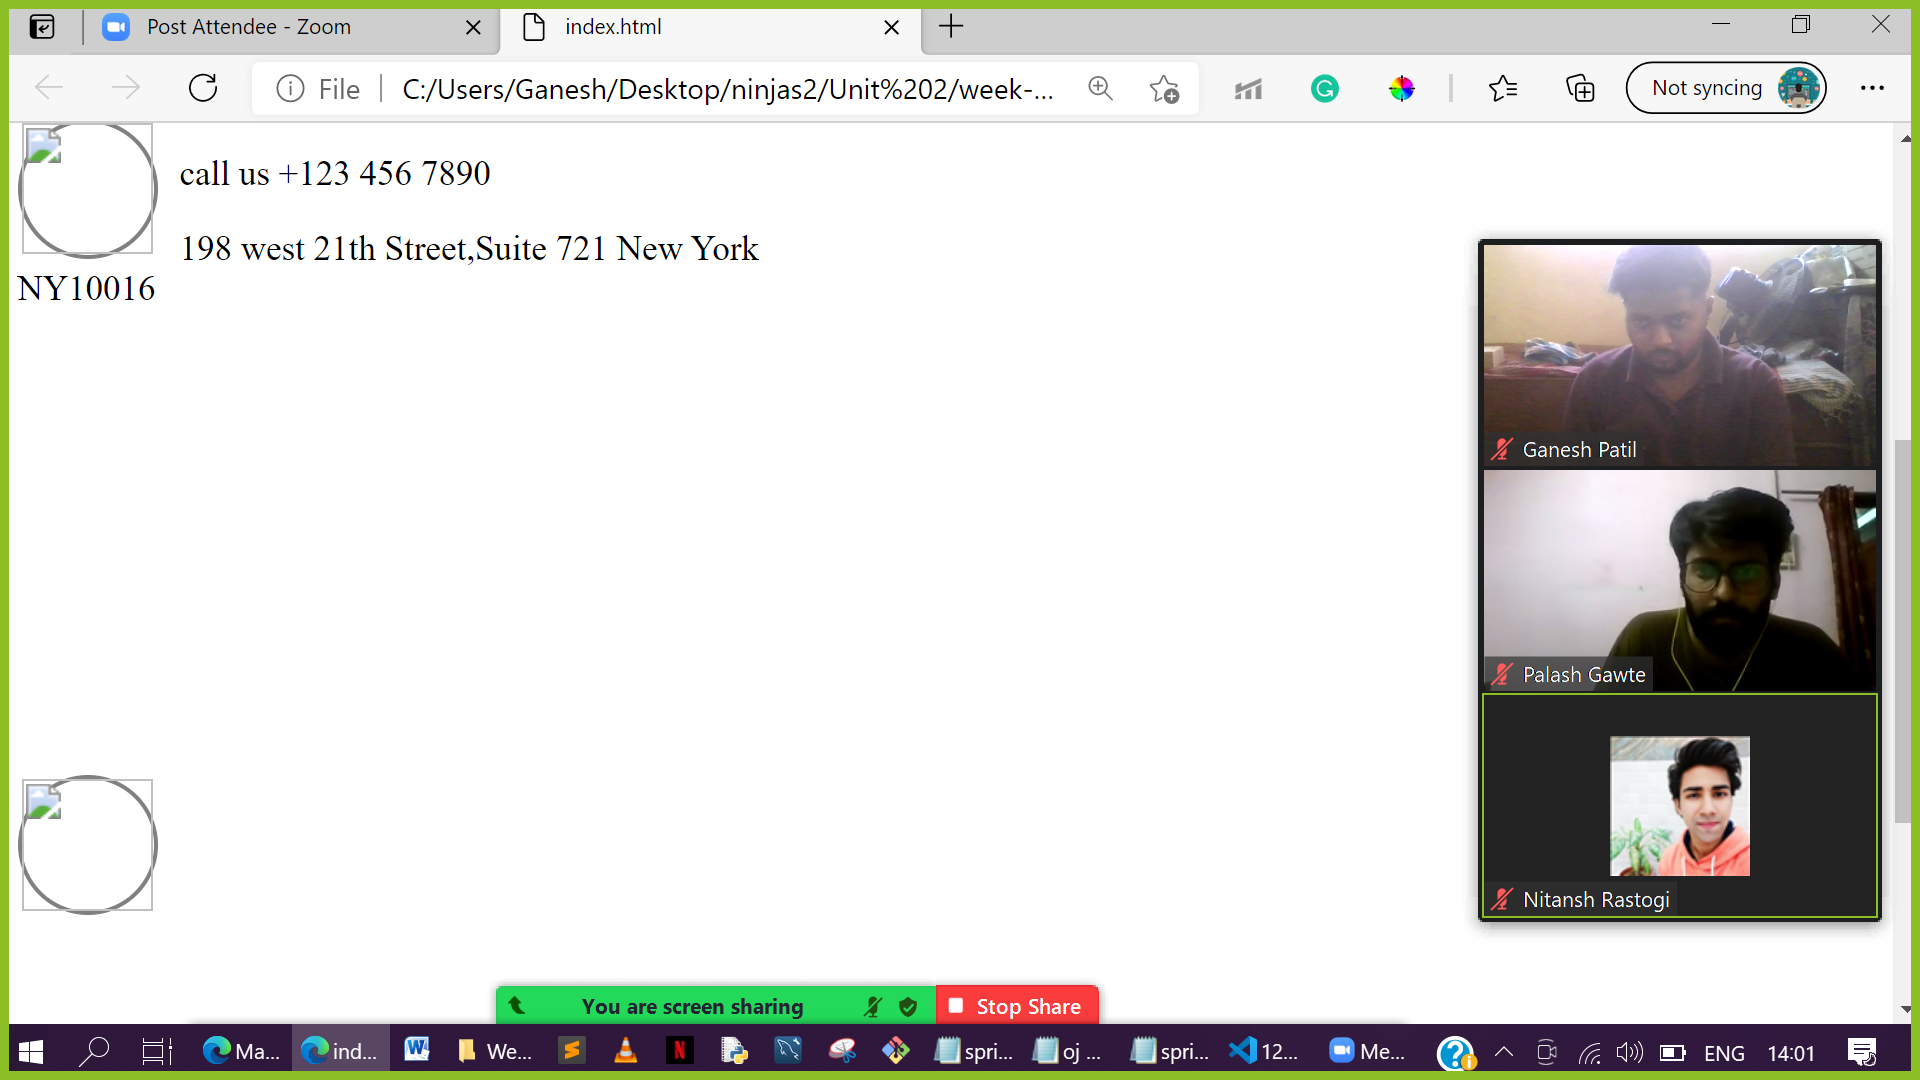 Post Attendee - Zoom
index.html
File
C:/Users/Ganesh/Desktop/ninjas2/Unit%202/week-...
Not syncing
call us +123 456 7890
198 west 21th Street,Suite 721 New York
NY10016
Ganesh Patil
Palash Gawte
Nitansh Rastogi
You are screen sharing
Stop Share
Ma...
ind...
We...
spri...
oj ...
spri...
12...
Me...
ENG
14:01